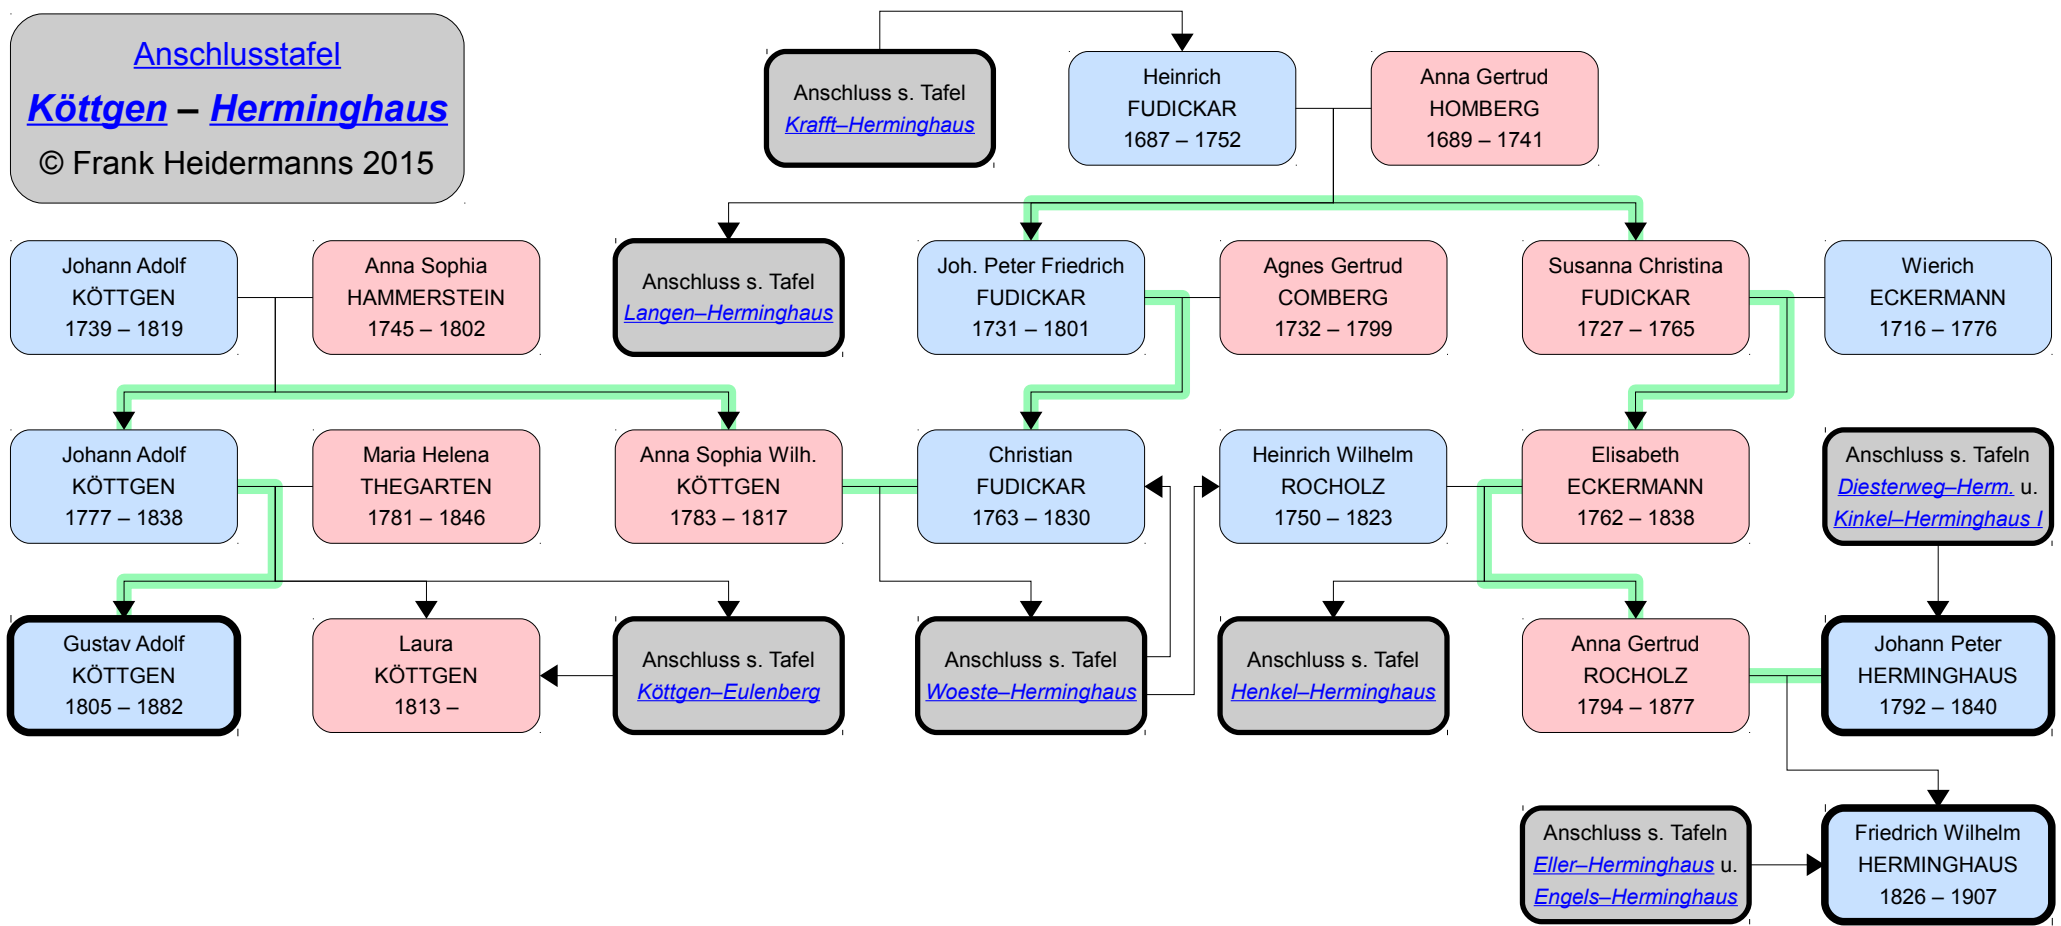 Anschlusstafel
Köttgen – Herminghaus
© Frank Heidermanns 2015
Anschluss s. Tafel
Krafft–Herminghaus
Heinrich
FUDICKAR
1687 – 1752
Anna Gertrud
HOMBERG
1689 – 1741
Johann Adolf
KÖTTGEN
1739 – 1819
Anna Sophia
HAMMERSTEIN
1745 – 1802
Anschluss s. Tafel
Langen–Herminghaus
Joh. Peter Friedrich
FUDICKAR
1731 – 1801
Agnes Gertrud
COMBERG
1732 – 1799
Susanna Christina
FUDICKAR
1727 – 1765
Wierich
ECKERMANN
1716 – 1776
Johann Adolf
KÖTTGEN
1777 – 1838
Maria Helena
THEGARTEN
1781 – 1846
Anna Sophia Wilh.
KÖTTGEN
1783 – 1817
Christian
FUDICKAR
1763 – 1830
Heinrich Wilhelm
ROCHOLZ
1750 – 1823
Elisabeth
ECKERMANN
1762 – 1838
Anschluss s. Tafeln
Diesterweg–Herm. u.
Kinkel–Herminghaus I
Gustav Adolf
KÖTTGEN
1805 – 1882
Laura
KÖTTGEN
1813 –
Anschluss s. Tafel
Köttgen–Eulenberg
Anschluss s. Tafel
Woeste–Herminghaus
Anschluss s. Tafel
Henkel–Herminghaus
Anna Gertrud
ROCHOLZ
1794 – 1877
Johann Peter
HERMINGHAUS
1792 – 1840
Anschluss s. Tafeln
Eller–Herminghaus u.
Engels–Herminghaus
Friedrich Wilhelm
HERMINGHAUS
1826 – 1907